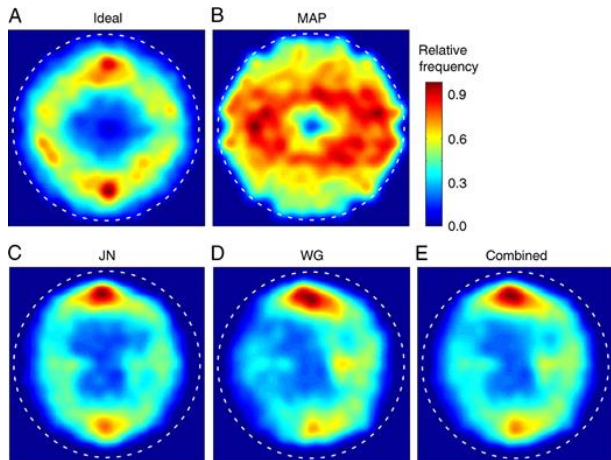 A Ideal
B MAP
Relative
frequency
0.9
0.6
0.3
0.0
C JN
D WG
E Combined